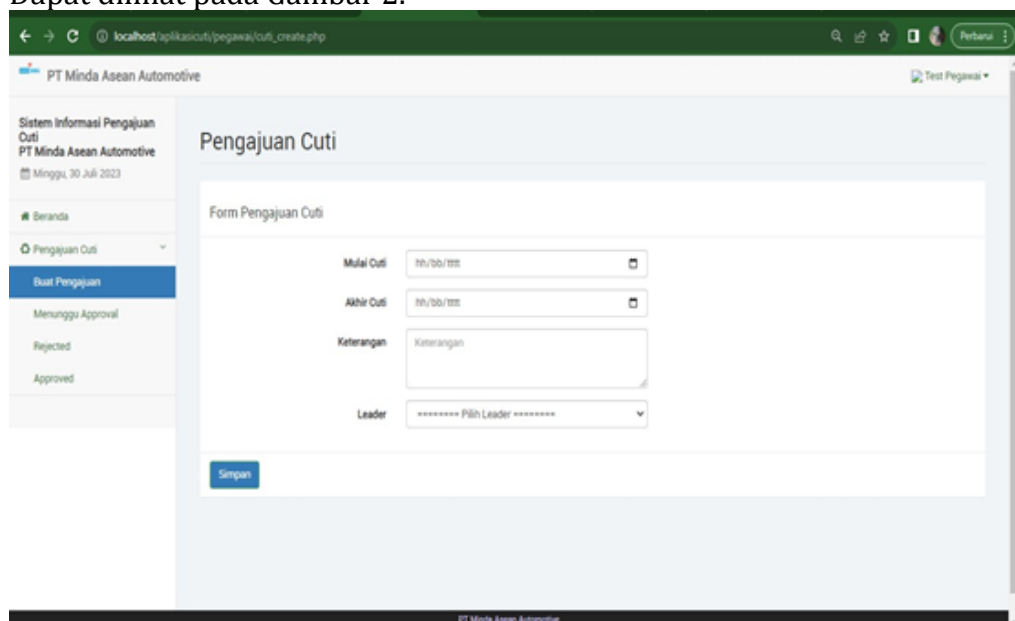 Dapat dilihat pada Gambar 2.
localhost/aplikasicuti/pegawai/cuti_create.php
Perbarui
PT Minda Asean Automotive
Test Pegawai
Sistem Informasi Pengajuan
Cuti
PT Minda Asean Automotive
Minggu, 30 Juli 2023
Beranda
Pengajuan Cuti
Buat Pengajuan
Menunggu Approval
Rejected
Approved
Pengajuan Cuti
Form Pengajuan Cuti
Mulai Cuti hh/bb/tttt
Akhir Cuti hh/bb/tttt
Keterangan Keterangan
Leader ======== Pilih Leader ========
Simpan
PT Minda Asean Automotive